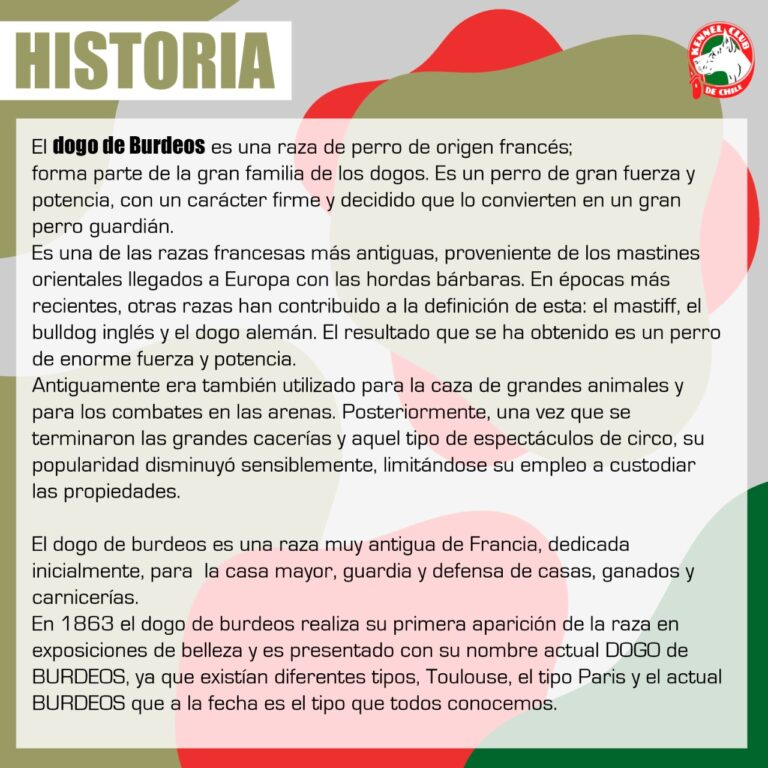 HISTORIA
KENNEL CLUB
DE CHILE
El dogo de Burdeos es una raza de perro de origen francés;
forma parte de la gran familia de los dogos. Es un perro de gran fuerza y
potencia, con un carácter firme y decidido que lo convierten en un gran
perro guardián.
Es una de las razas francesas más antiguas, proveniente de los mastines
orientales llegados a Europa con las hordas bárbaras. En épocas más
recientes, otras razas han contribuido a la definición de esta: el mastiff, el
bulldog inglés y el dogo alemán. El resultado que se ha obtenido es un perro
de enorme fuerza y potencia.
Antiguamente era también utilizado para la caza de grandes animales y
para los combates en las arenas. Posteriormente, una vez que se
terminaron las grandes cacerías y aquel tipo de espectáculos de circo, su
popularidad disminuyó sensiblemente, limitándose su empleo a custodiar
las propiedades.
El dogo de burdeos es una raza muy antigua de Francia, dedicada
inicialmente, para la casa mayor, guardia y defensa de casas, ganados y
carnicerías.
En 1863 el dogo de burdeos realiza su primera aparición de la raza en
exposiciones de belleza y es presentado con su nombre actual DOGO de
BURDEOS, ya que existían diferentes tipos, Toulouse, el tipo Paris y el actual
BURDEOS que a la fecha es el tipo que todos conocemos.